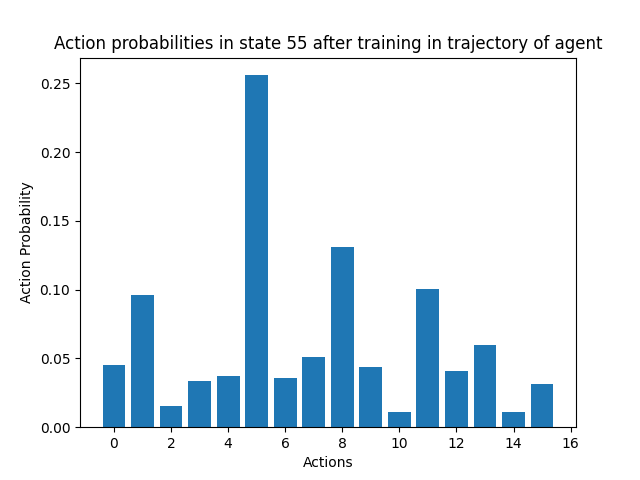 Action probabilities in state 55 after training in trajectory of agent
0.25
0.20
0.15
0.10
0.05
0.00
Action Probability
0 2 4 6 8 10 12 14 16
Actions